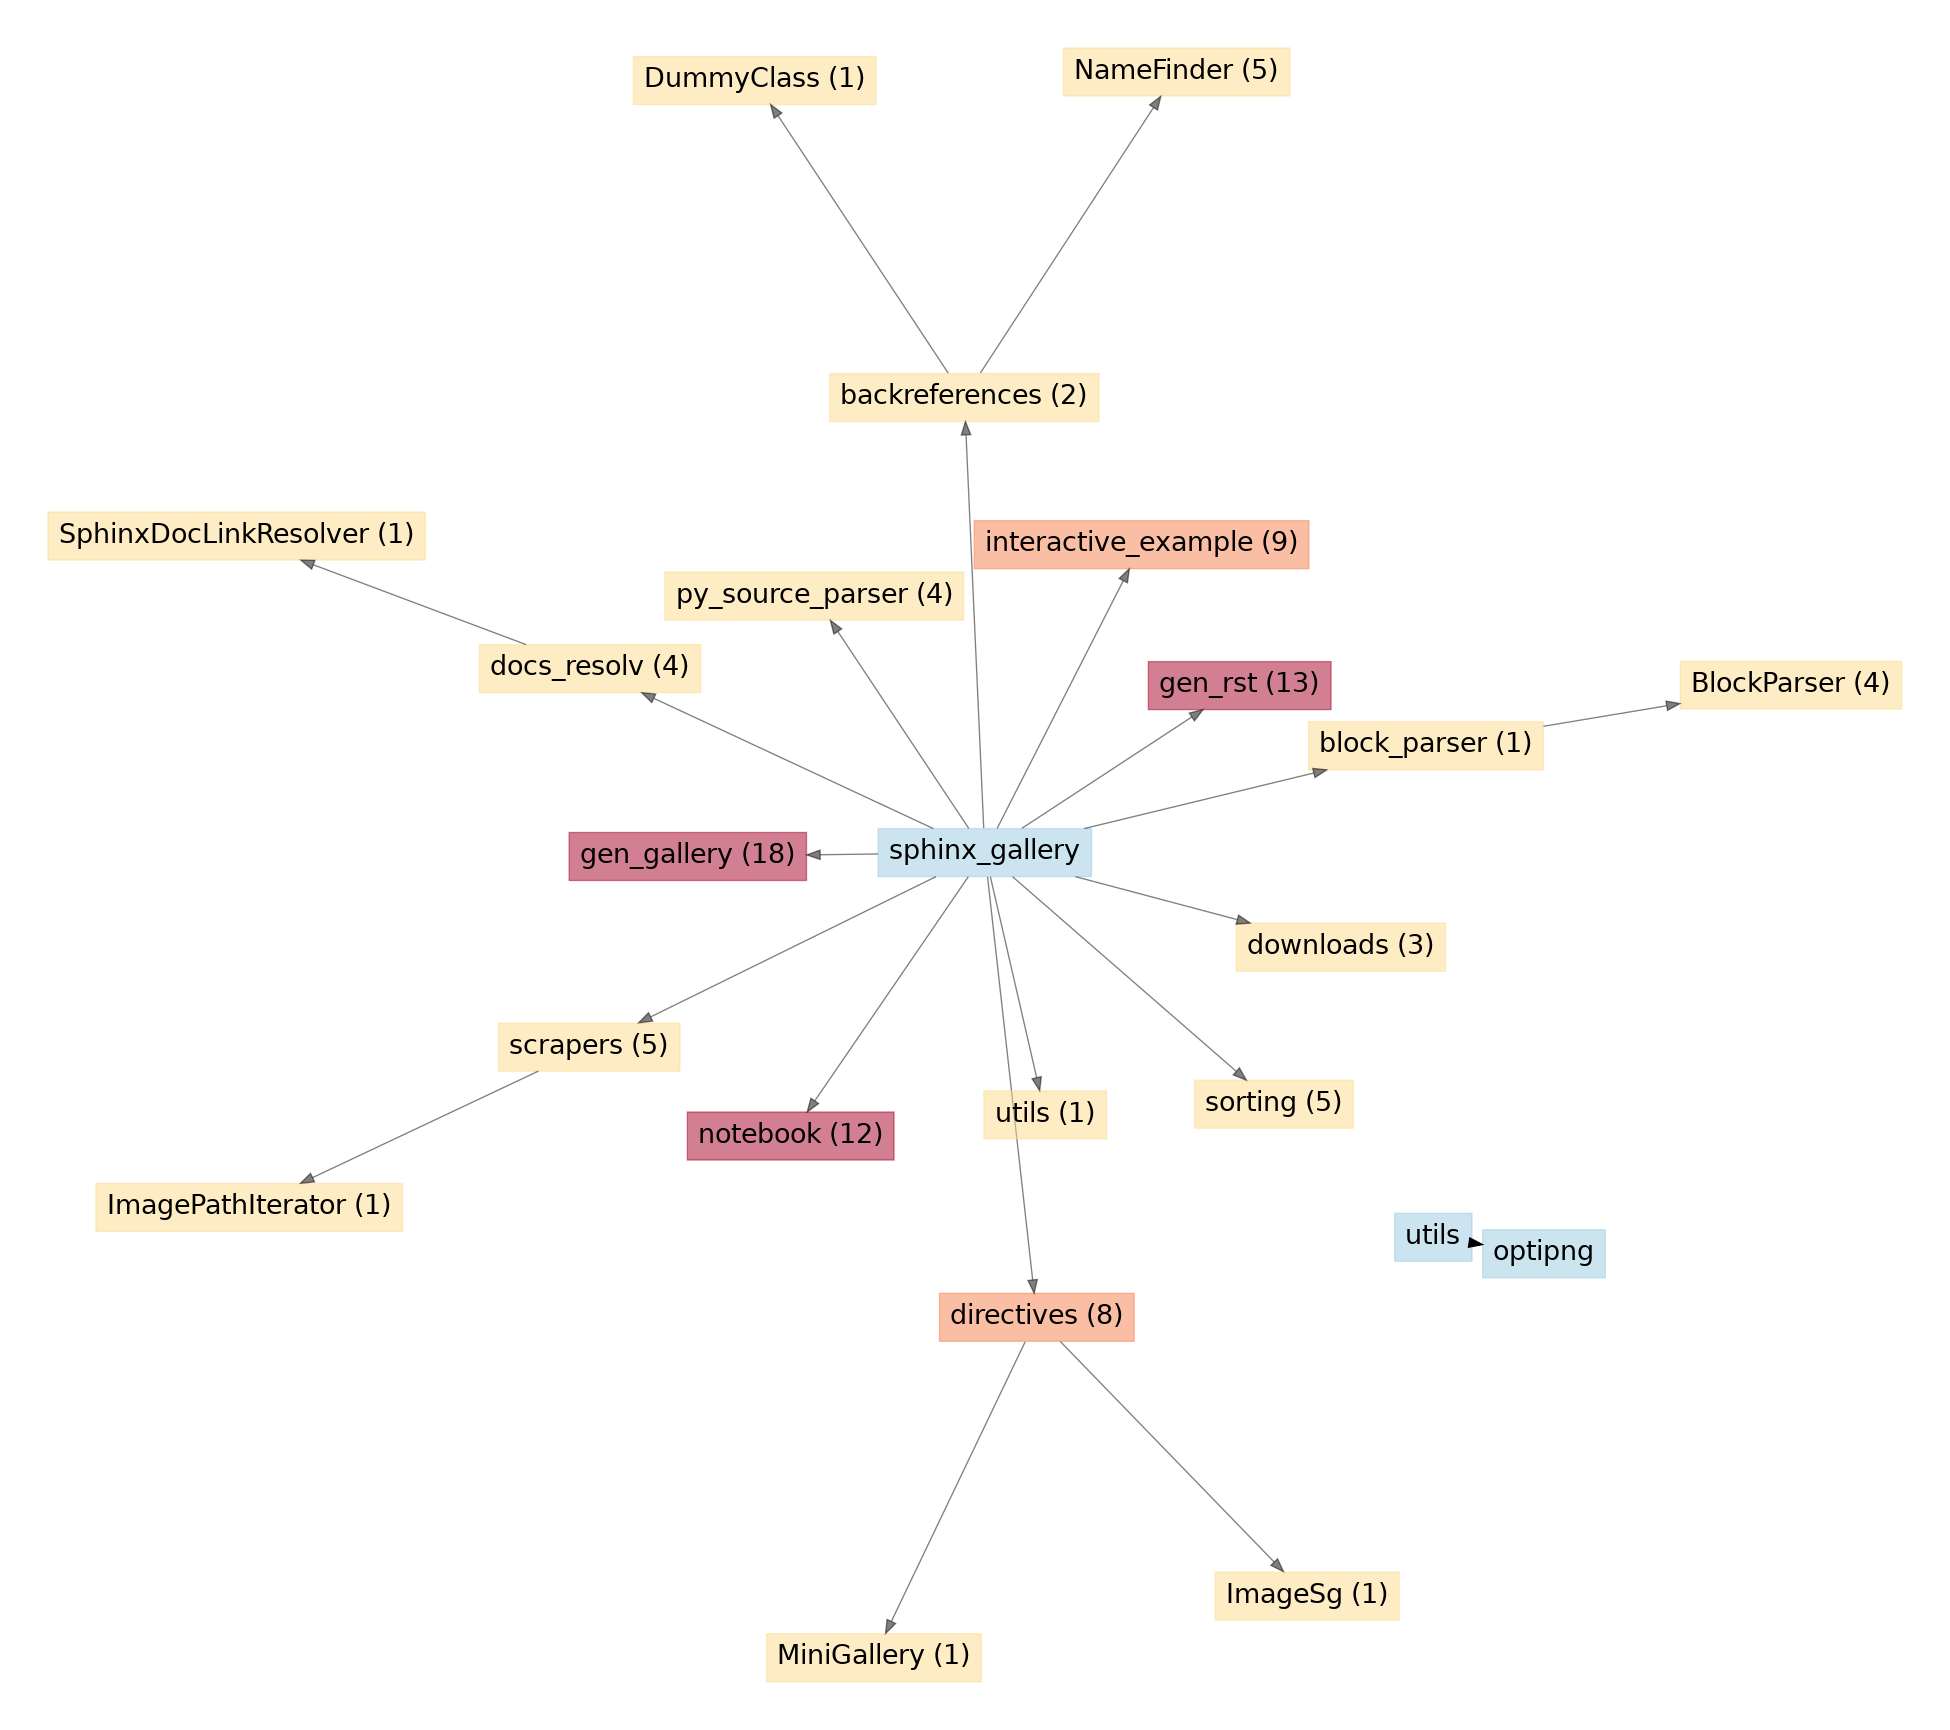 NameFinder (5)
DummyClass (1)
backreferences (2)
SphinxDocLinkResolver (1)
interactive_example (9)
py_source_parser (4)
docs_resolv (4)
gen_rst (13)
BlockParser (4)
block_parser (1)
gen_gallery (18)
sphinx_gallery
downloads (3)
scrapers (5)
sorting (5)
utils (1)
notebook (12)
ImagePathIterator (1)
utils
optipng
directives (8)
ImageSg (1)
MiniGallery (1)